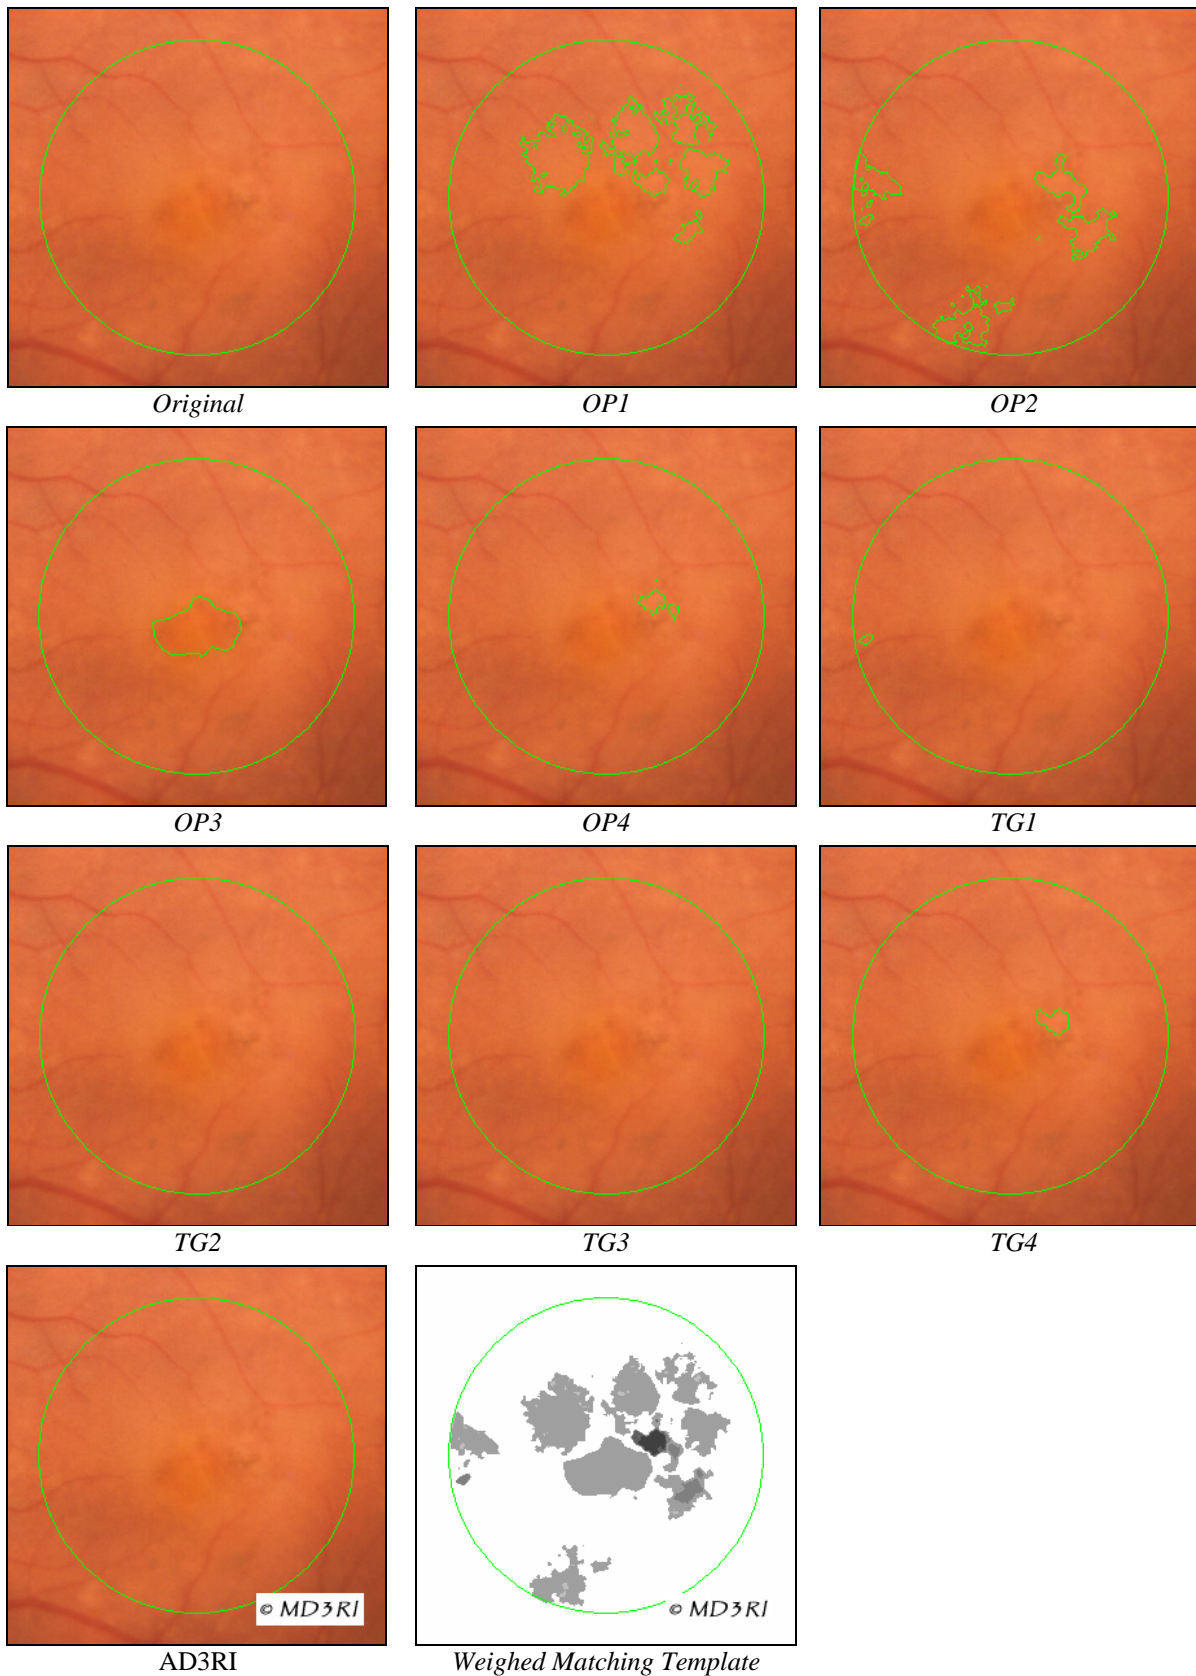 Original
OP1
OP2
OP3
OP4
TG1
TG2
TG3
TG4
© MD3RI
© MD3RI
AD3RI
Weighed Matching Template